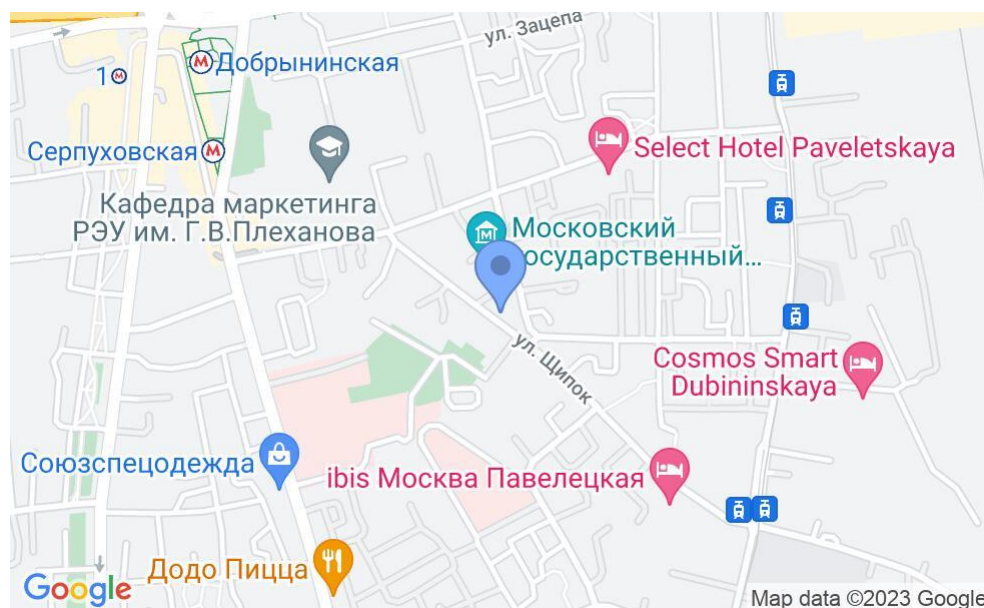 ул. Зацепа
Добрынинская
1
Серпуховская
Select Hotel Paveletskaya
Кафедра маркетинга
РЭУ им. Г.В.Плеханова
Московский
государственный...
ул. Щипок
Cosmos Smart
Dubininskaya
Союзспецодежда
ibis Москва Павелецкая
Додо Пицца
Google
Map data ©2023 Google